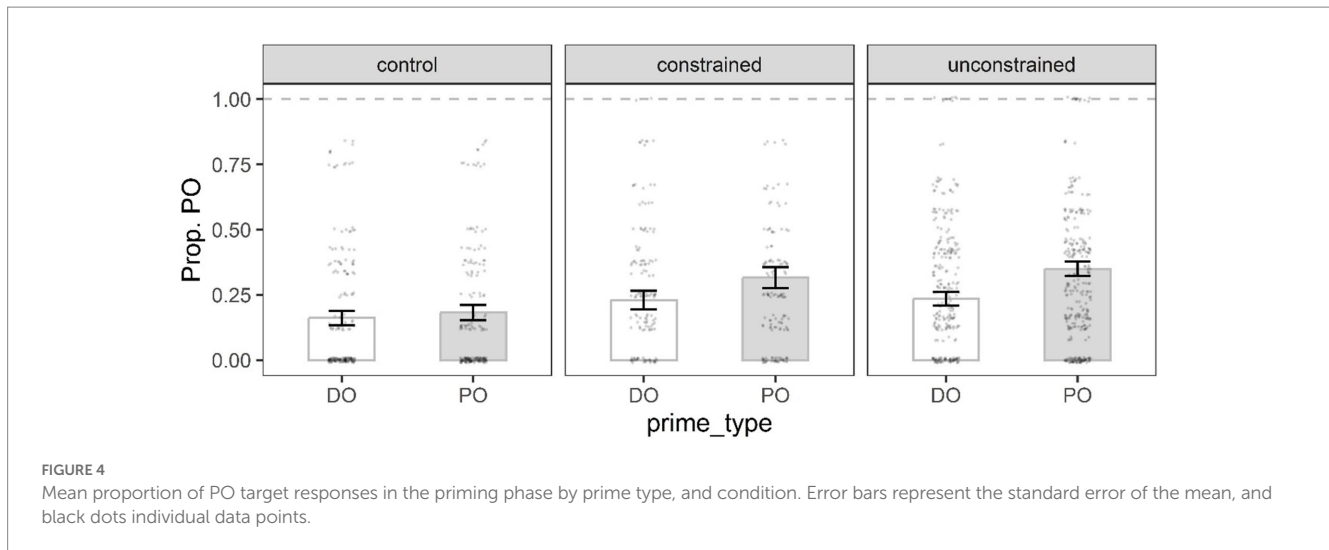 control constrained unconstrained
1.00
0.75
0.50
0.25
0.00
Prop. PO
DO PO DO PO DO PO
prime_type
FIGURE 4
Mean proportion of PO target responses in the priming phase by prime type, and condition. Error bars represent the standard error of the mean, and
black dots individual data points.